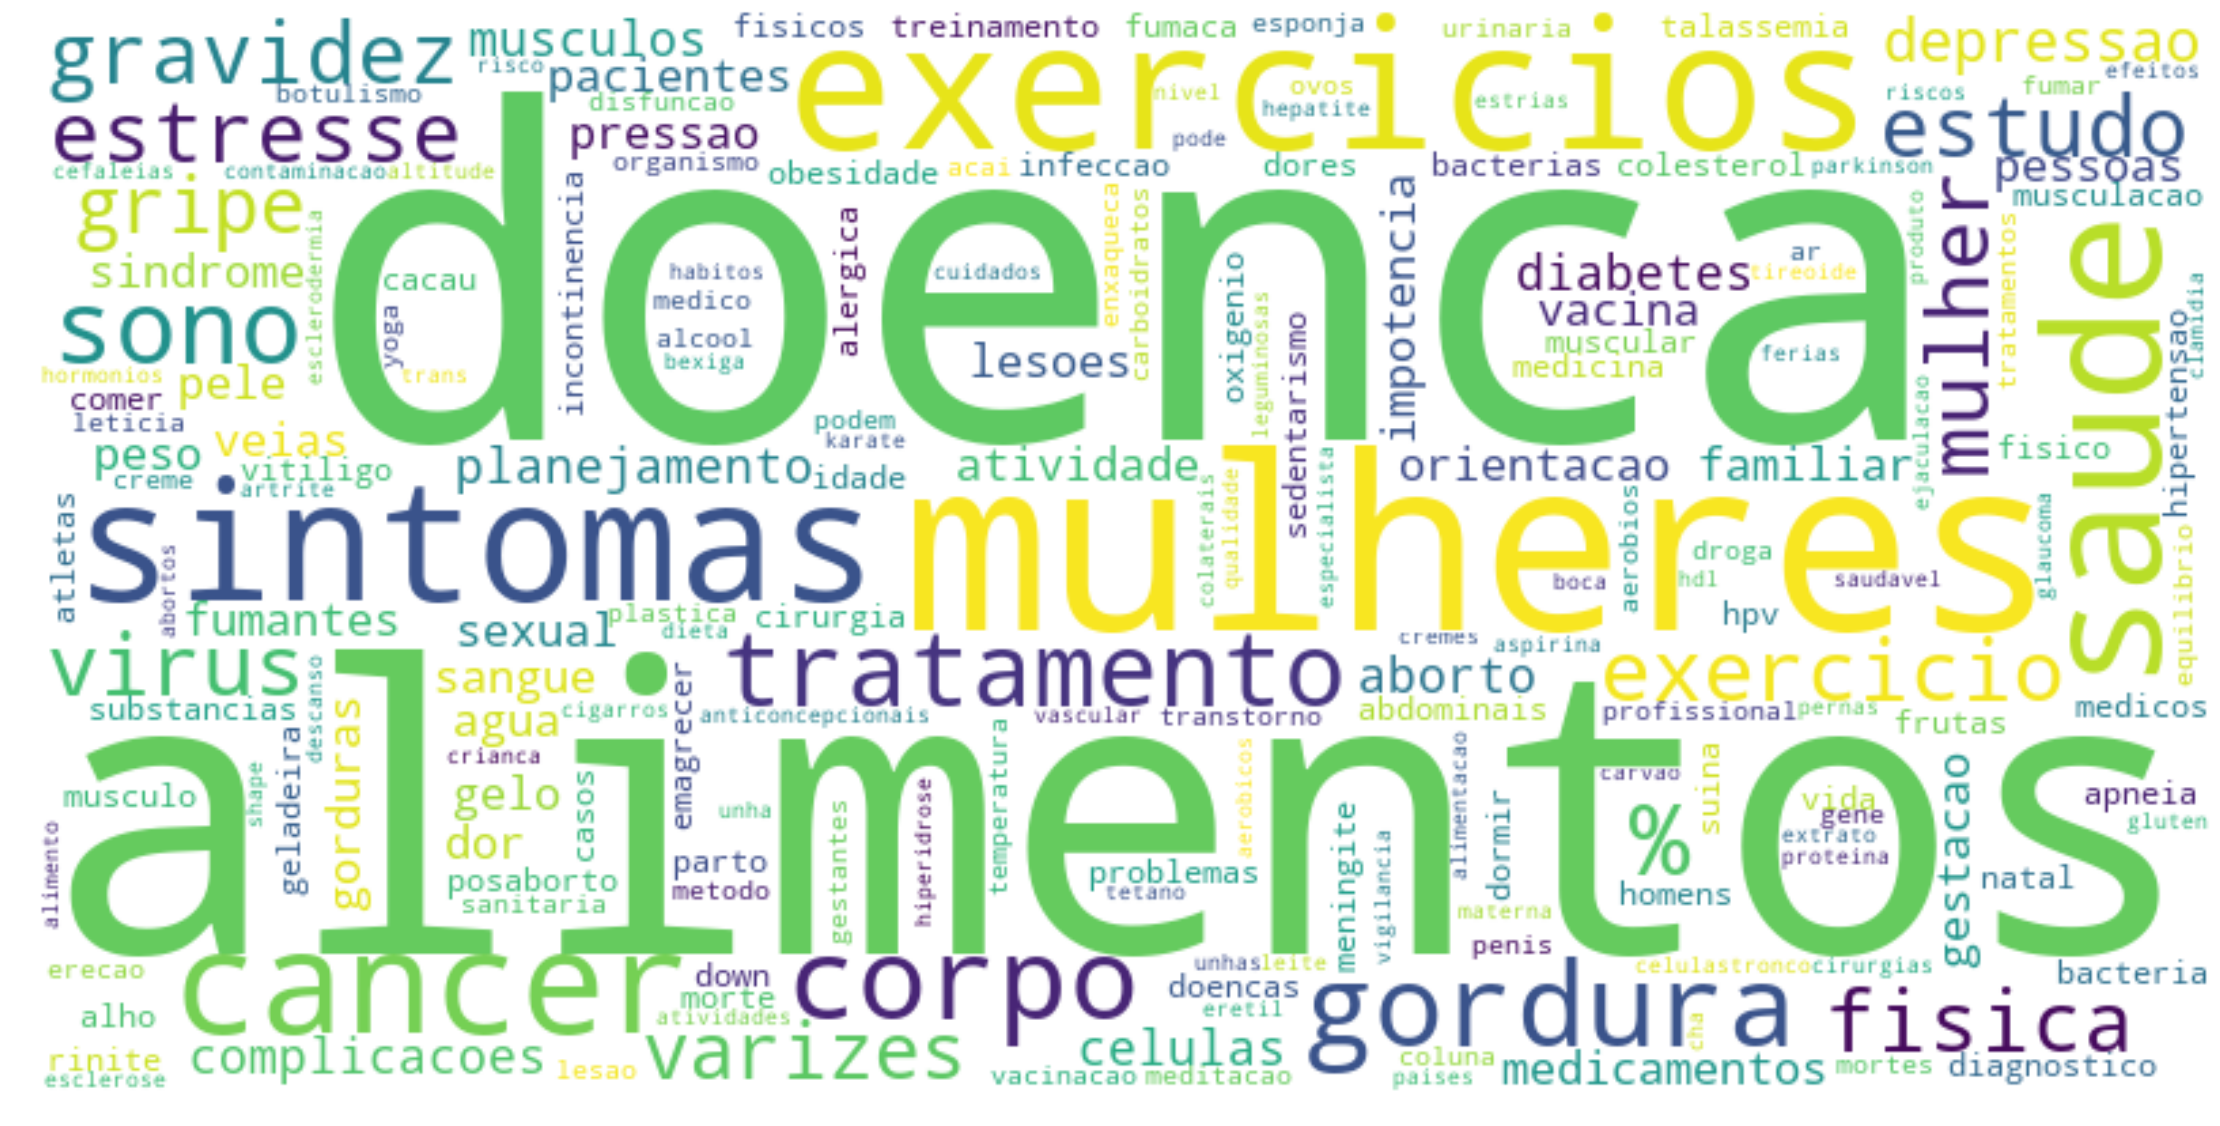 gravidez musculos fisicos treinamento fumaca esponja exercicios urinaria talassemia depressao
risco pacientes botulismo disfuncao nivel ovos hepatite estrias riscos fumar efeitos
estresse pressao organismo pode estudo
cefaleias contaminacao altitude obesidade acai infeccao dores bacterias colesterol parkinson pessoas
gripe musculacao
doenca
sindrome esclerodermia cacau yoga trans incontinencia habitos medico alcool bexiga alergica cuidados enxaqueca carboidratos lesoes oxigenio leguminosas sedentarismo impotencia diabetes vacina muscular medicina ar tireoide ferias produto mulher tratamentos saude hipertensao clamidia
sono
hormonios pele
comer
leticia podem
veias karate
peso vitiligo planejamento idade atividade orientacao familiar ejaculacao fisico
creme artrite
atletas sintomas mulheres colaterais qualidade especialista aerobios droga hdl boca saudavel hpv glaucoma equilibrio
abortos fumantes sexual plastica dieta cirurgia
cremes aspirina
virus sangue tratamento aborto exercicio
substancias descanso gorduras agua cigarros emagrecer anticoncepcionais vascular transtorno abdominais profissional pernas frutas medicos
alimentos
geladeira crianca temperatura aerobicos alimentacao carvao suina
musculo shape gelo casos unha gestantes hiperidrose meningite vigilancia dormir % vida gene extrato proteina gestacao apneia gluten
alimento dor parto problemas
posaborto metodo tetano homens natal
sanitaria materna
penis
erecao cancer down corpo doencas unhas leite gordura celulastronco cirurgias bacteria
alho morte atividades eretil fisica
rinite complicacoes lesao varizes celulas coluna cha medicamentos mortes diagnostico
esclerose vacinacao meditacao paises